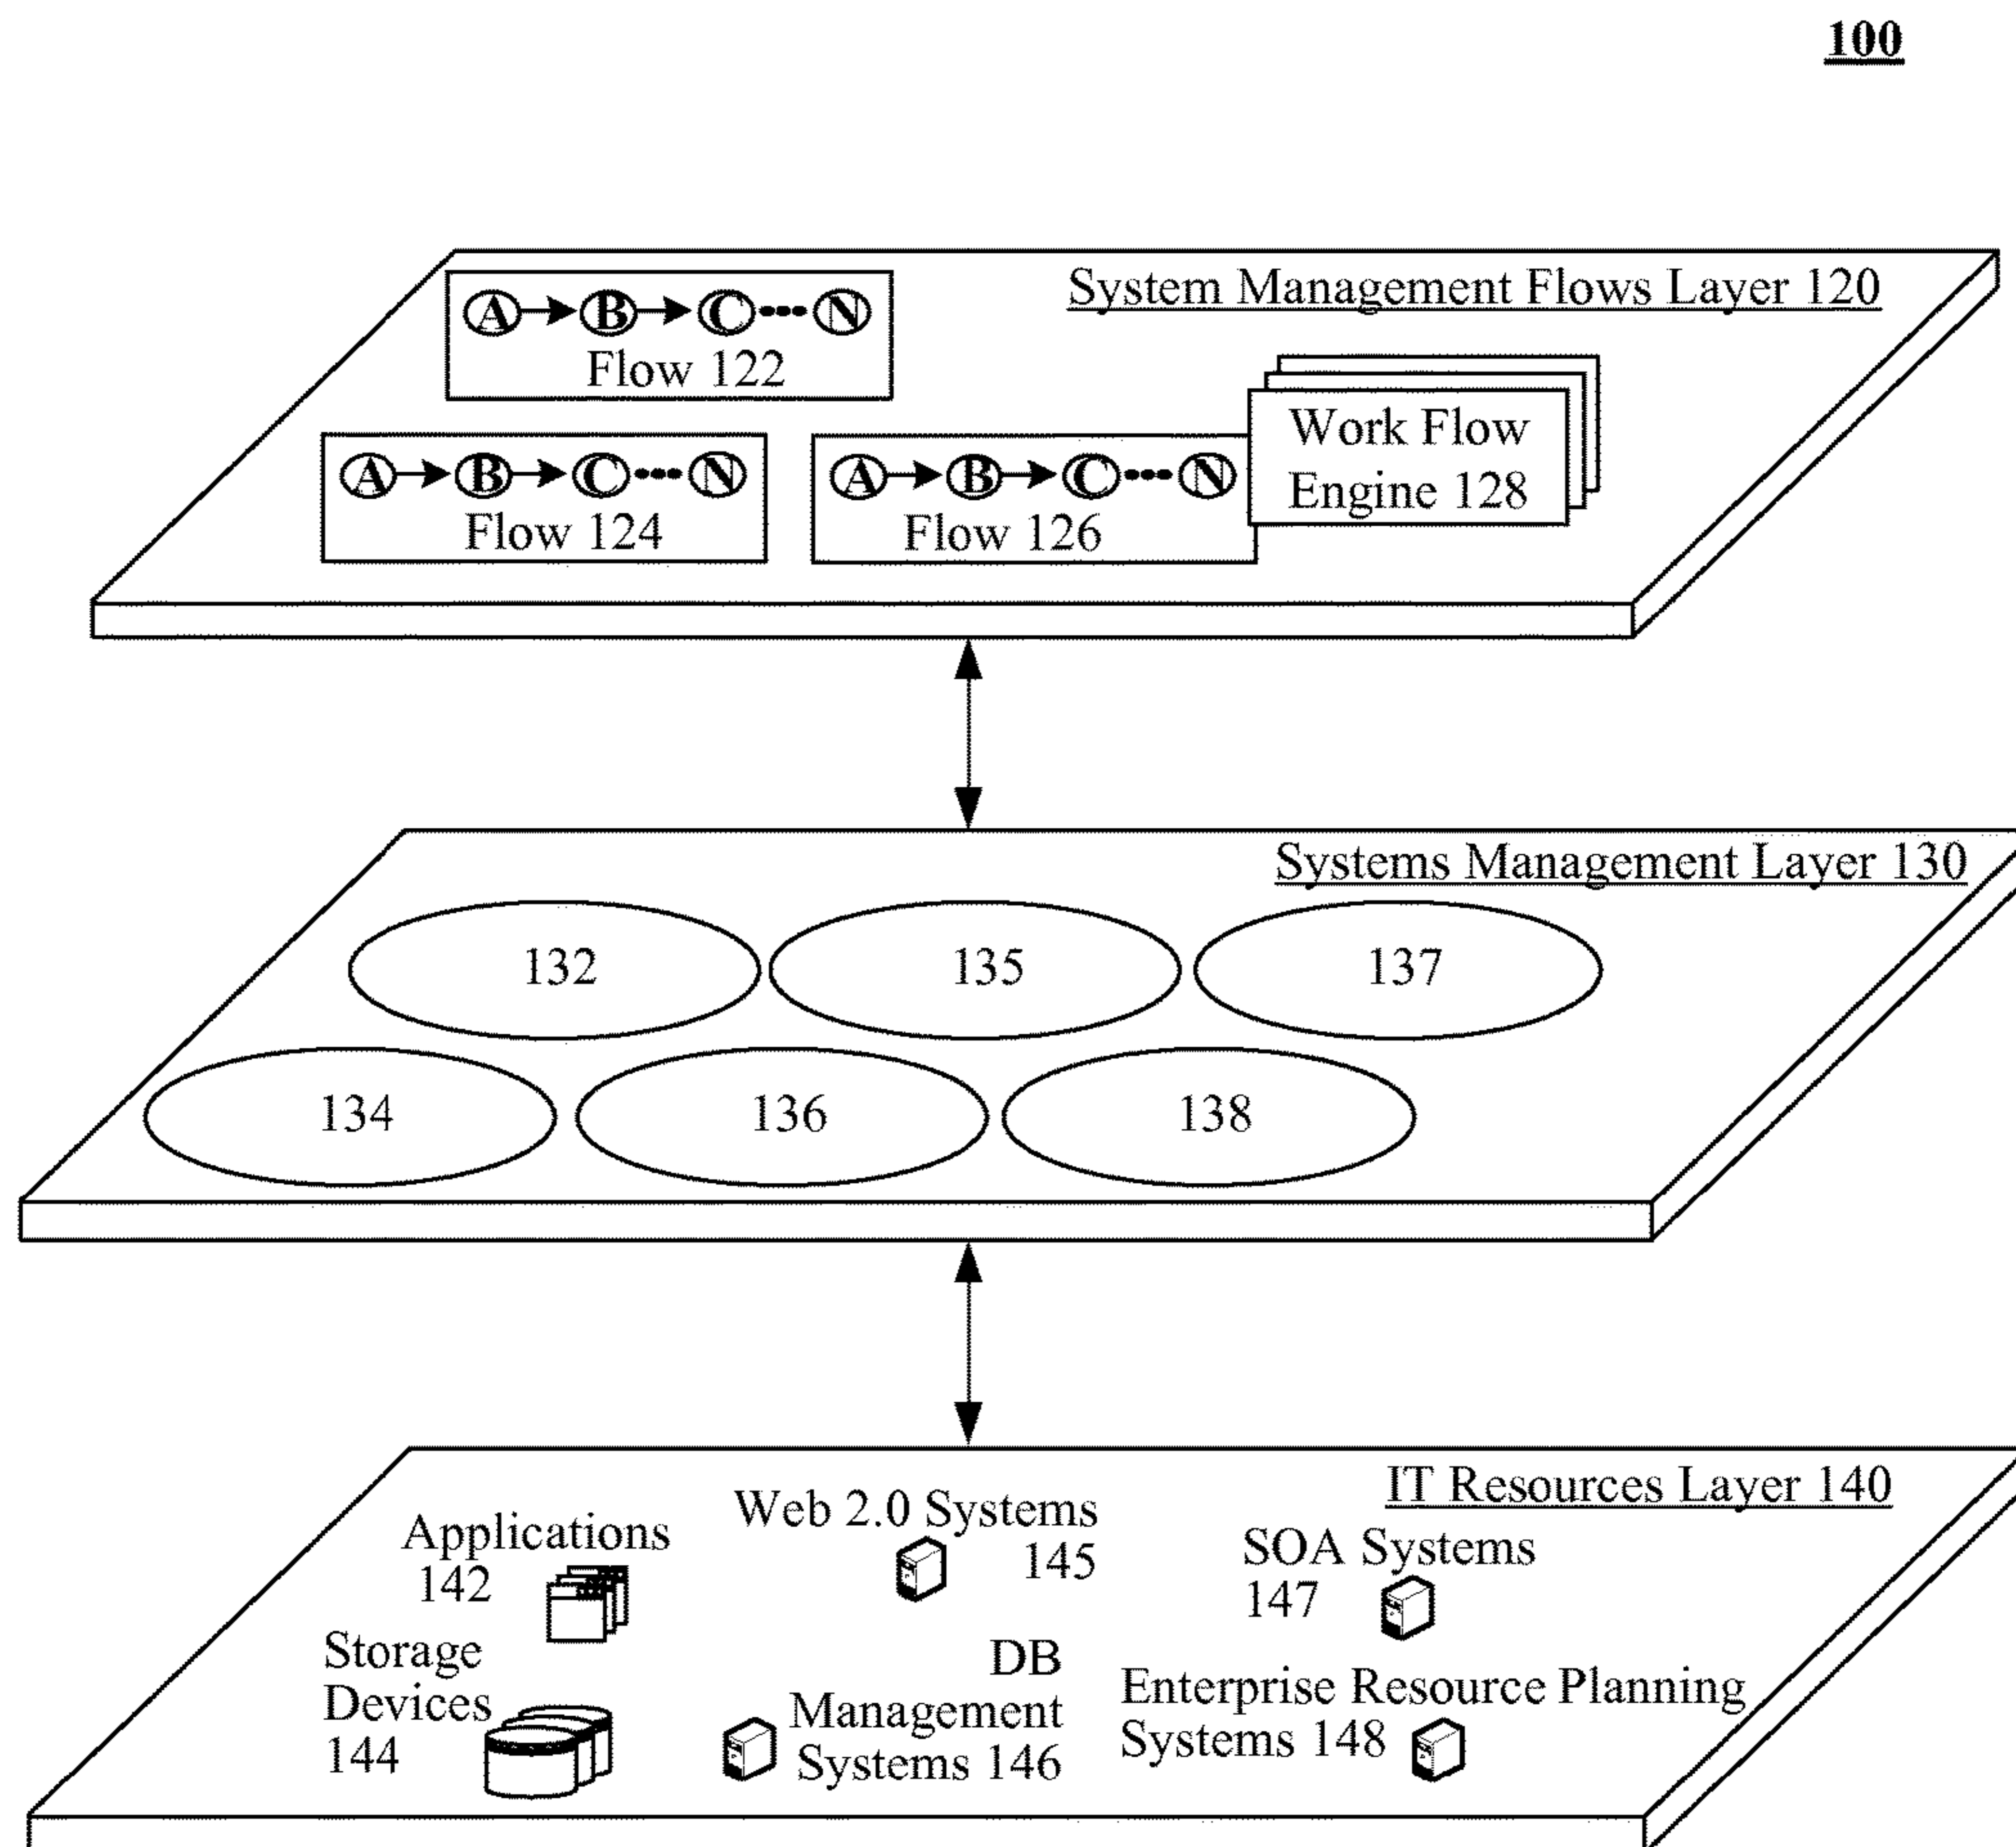 100
System Management Flows Layer 120
A B C N
Flow 122
A B C N
Flow 124
A B C N
Flow 126
Work Flow
Engine 128
Systems Management Layer 130
132
135
137
134
136
138
IT Resources Layer 140
Applications
142
Web 2.0 Systems
145
SOA Systems
147
Storage
Devices
144
DB
Management
Systems 146
Enterprise Resource Planning
Systems 148